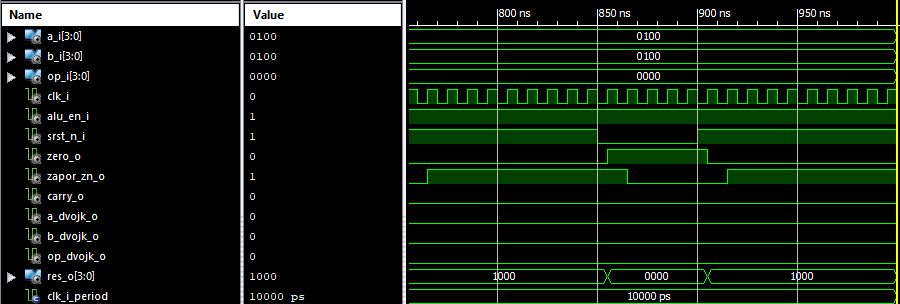 Name Value 800 ns 850 ns 900 ns 950 ns
a_i[3:0] 0100 0100
b_i[3:0] 0100 0100
op_i[3:0] 0000 0000
clk_i 0
alu_en_i 1
srst_n_i 1
zero_o 0
zapor_zn_o 1
carry_o 0
a_dvojk_o 0
b_dvojk_o 0
op_dvojk_o 0
res_o[3:0] 1000 1000 0000 1000
clk_i_period 10000 ps 10000 ps